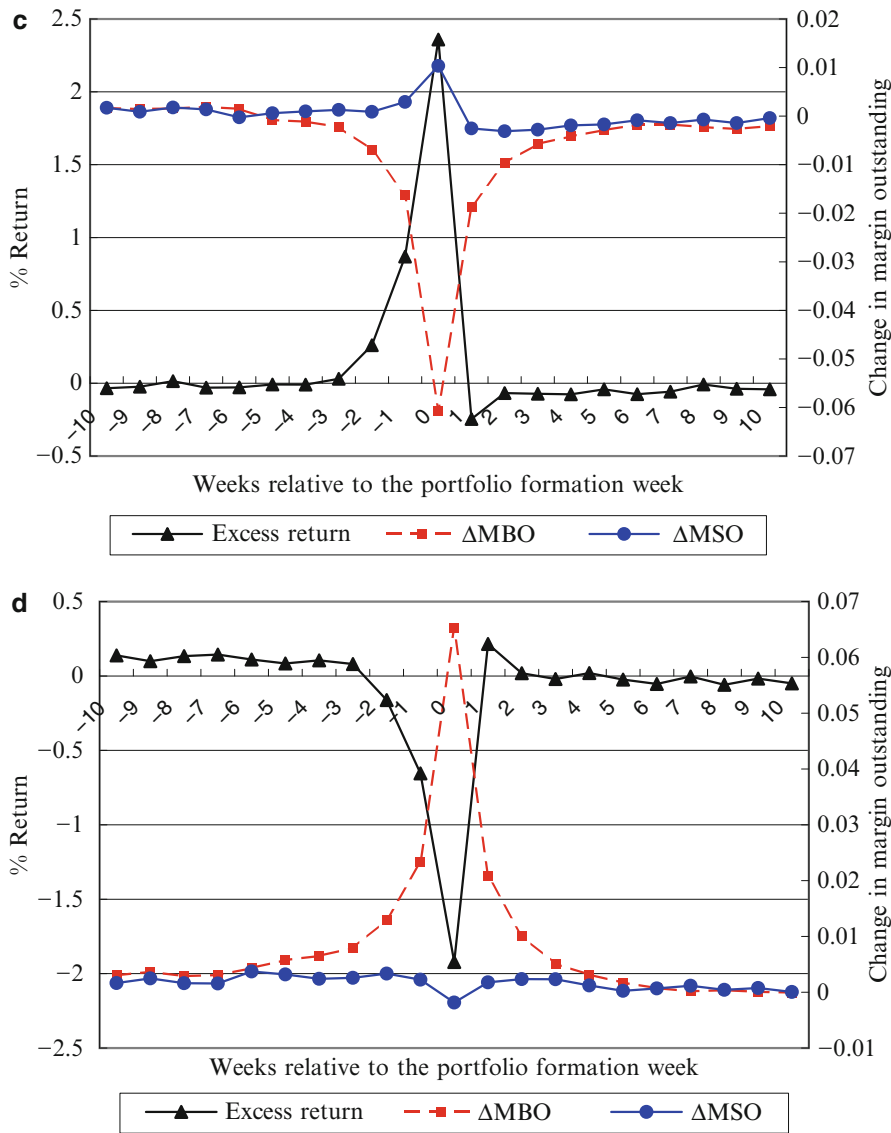 c
2.5
2
1.5
1
0.5
0
−0.5
% Return
0.02
0.01
0
−0.01
−0.02
−0.03
−0.04
−0.05
−0.06
−0.07
Change in margin outstanding
−10 −9 −8 −7 −6 −5 −4 −3 −2 −1 0 1 2 3 4 5 6 7 8 9 10
Weeks relative to the portfolio formation week
Excess return ΔMBO ΔMSO
d
0.5
0
−0.5
−1
−1.5
−2
−2.5
% Return
0.07
0.06
0.05
0.04
0.03
0.02
0.01
0
−0.01
Change in margin outstanding
−10 −9 −8 −7 −6 −5 −4 −3 −2 −1 0 1 2 3 4 5 6 7 8 9 10
Weeks relative to the portfolio formation week
Excess return ΔMBO ΔMSO